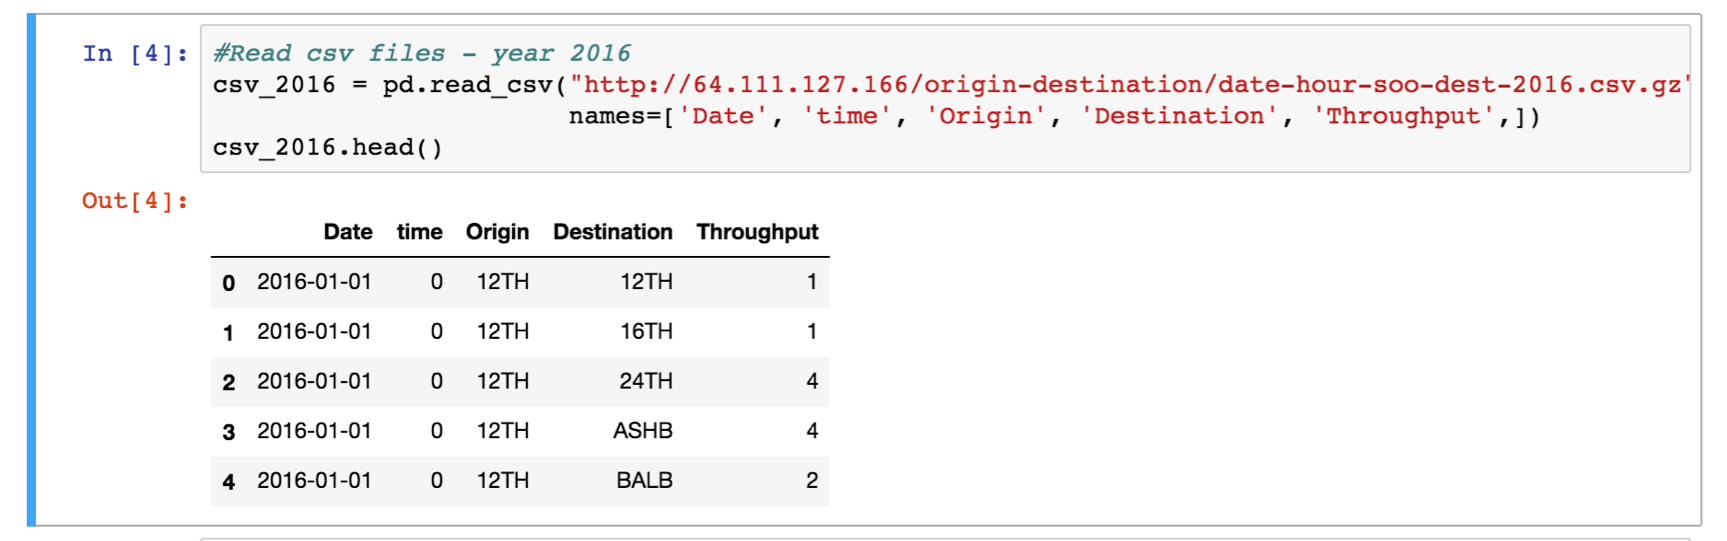 In [4]:
#Read csv files - year 2016
csv_2016 = pd.read_csv("http://64.111.127.166/origin-destination/date-hour-soo-dest-2016.csv.gz"
names=['Date', 'time', 'Origin', 'Destination', 'Throughput',])
csv_2016.head()
Out[4]:
Date time Origin Destination Throughput
0 2016-01-01 0 12TH 12TH 1
1 2016-01-01 0 12TH 16TH 1
2 2016-01-01 0 12TH 24TH 4
3 2016-01-01 0 12TH ASHB 4
4 2016-01-01 0 12TH BALB 2